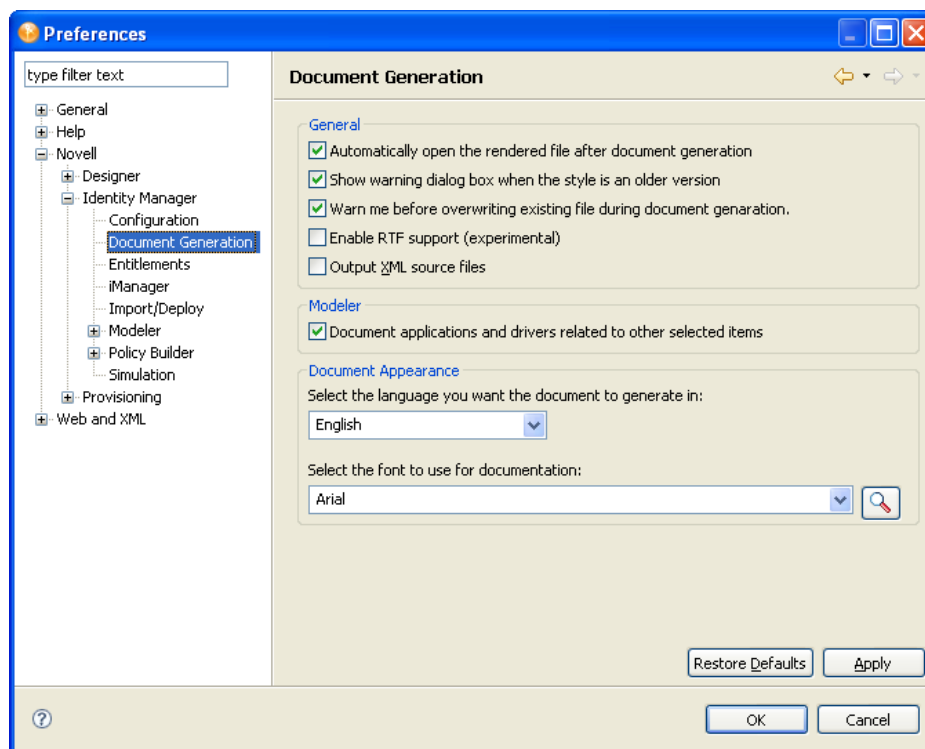 Preferences
type filter text
General
Help
Novell
Designer
Identity Manager
Configuration
Document Generation
Entitlements
iManager
Import/Deploy
Modeler
Policy Builder
Simulation
Provisioning
Web and XML
Document Generation
General
Automatically open the rendered file after document generation
Show warning dialog box when the style is an older version
Warn me before overwriting existing file during document genaration.
Enable RTF support (experimental)
Output XML source files
Modeler
Document applications and drivers related to other selected items
Document Appearance
Select the language you want the document to generate in:
English
Select the font to use for documentation:
Arial
Restore Defaults
Apply
OK
Cancel